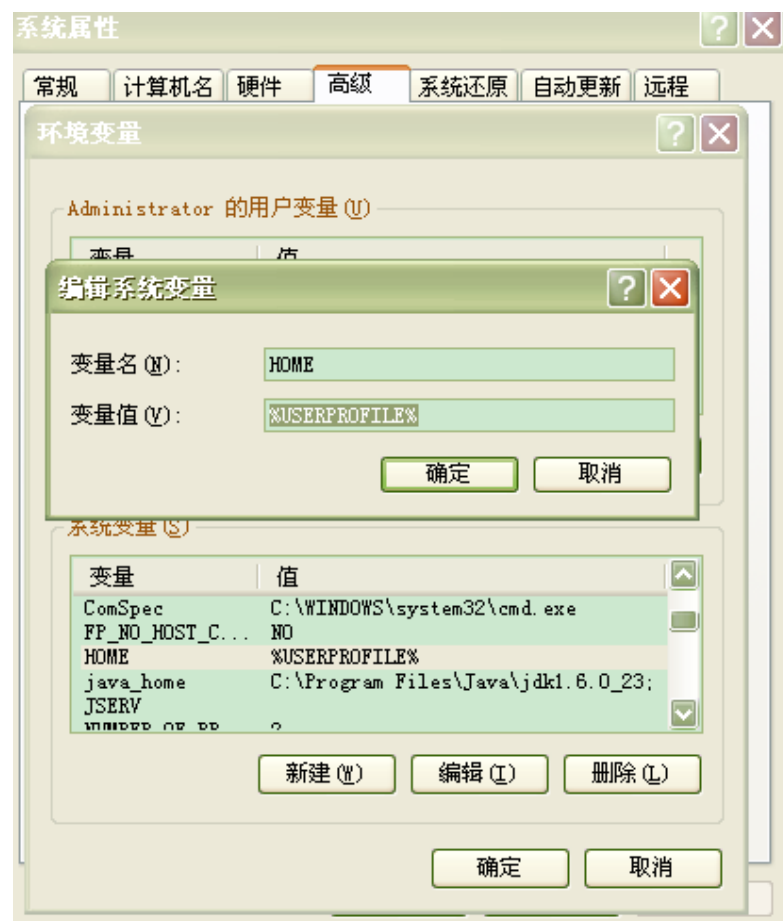 系统属性
常规 计算机名 硬件 高级 系统还原 自动更新 远程
环境变量
Administrator 的用户变量(U)
变量 值
编辑系统变量
变量名(N): HOME
变量值(V): %USERPROFILE%
确定 取消
系统变量(S)
变量 值
ComSpec C:\WINDOWS\system32\cmd.exe
FP_NO_HOST_C... NO
HOME %USERPROFILE%
java_home C:\Program Files\Java\jdk1.6.0_23;
JSERV
新建(W) 编辑(I) 删除(L)
确定 取消